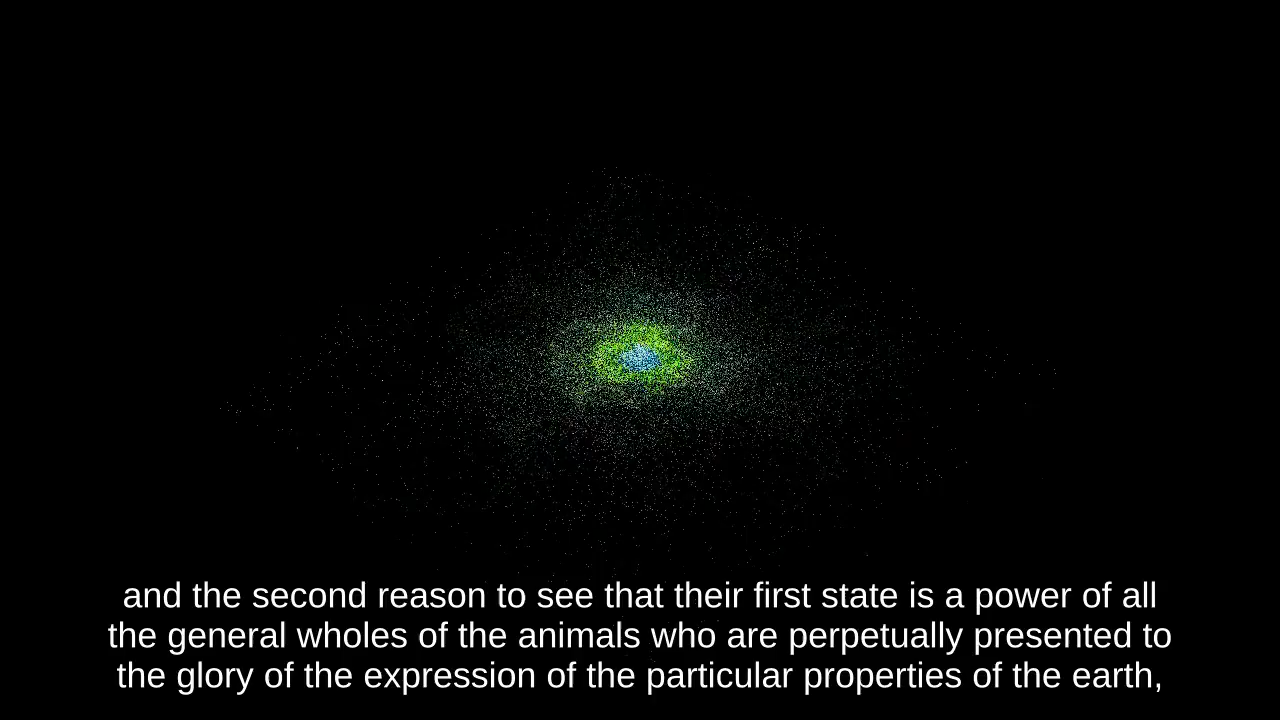 and the second reason to see that their first state is a power of all
the general wholes of the animals who are perpetually presented to
the glory of the expression of the particular properties of the earth,